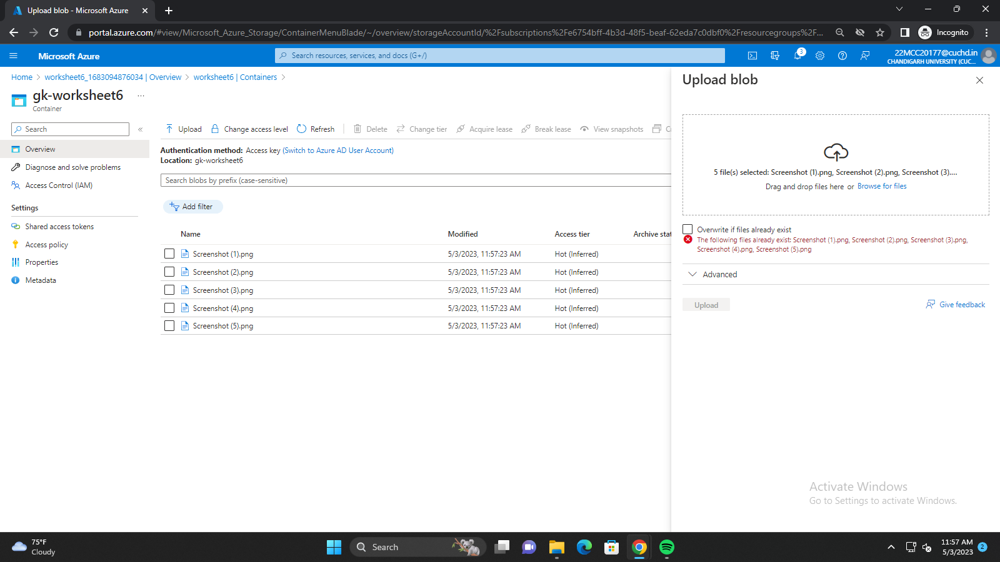 Upload blob - Microsoft Azure
portal.azure.com/#view/Microsoft_Azure_Storage/ContainerMenuBlade/~/overview/storageAccountId/%2Fsubscriptions%2Fe6754bff-4b3d-48f5-beaf-62eda7c0dbf0%2Fresourcegroups%2F...
Incognito
Microsoft Azure
Search resources, services, and docs (G+/)
3
22MCC20177@cuchd.in
CHANDIGARH UNIVERSITY (CUC...
Home > worksheet6_1683094876034 | Overview > worksheet6 | Containers >
gk-worksheet6 ...
Container
Search
«
Overview
Diagnose and solve problems
Access Control (IAM)
Settings
Shared access tokens
Access policy
Properties
Metadata
Upload
Change access level
Refresh
Delete
Change tier
Acquire lease
Break lease
View snapshots
Authentication method: Access key (Switch to Azure AD User Account)
Location: gk-worksheet6
Search blobs by prefix (case-sensitive)
Add filter
Name Modified Access tier Archive stat
Screenshot (1).png 5/3/2023, 11:57:23 AM Hot (Inferred)
Screenshot (2).png 5/3/2023, 11:57:23 AM Hot (Inferred)
Screenshot (3).png 5/3/2023, 11:57:23 AM Hot (Inferred)
Screenshot (4).png 5/3/2023, 11:57:23 AM Hot (Inferred)
Screenshot (5).png 5/3/2023, 11:57:23 AM Hot (Inferred)
Upload blob
5 file(s) selected: Screenshot (1).png, Screenshot (2).png, Screenshot (3)....
Drag and drop files here or Browse for files
Overwrite if files already exist
The following files already exist: Screenshot (1).png, Screenshot (2).png, Screenshot (3).png,
Screenshot (4).png, Screenshot (5).png
Advanced
Upload
Give feedback
Activate Windows
Go to Settings to activate Windows.
75°F
Cloudy
Search
11:57 AM
5/3/2023
2